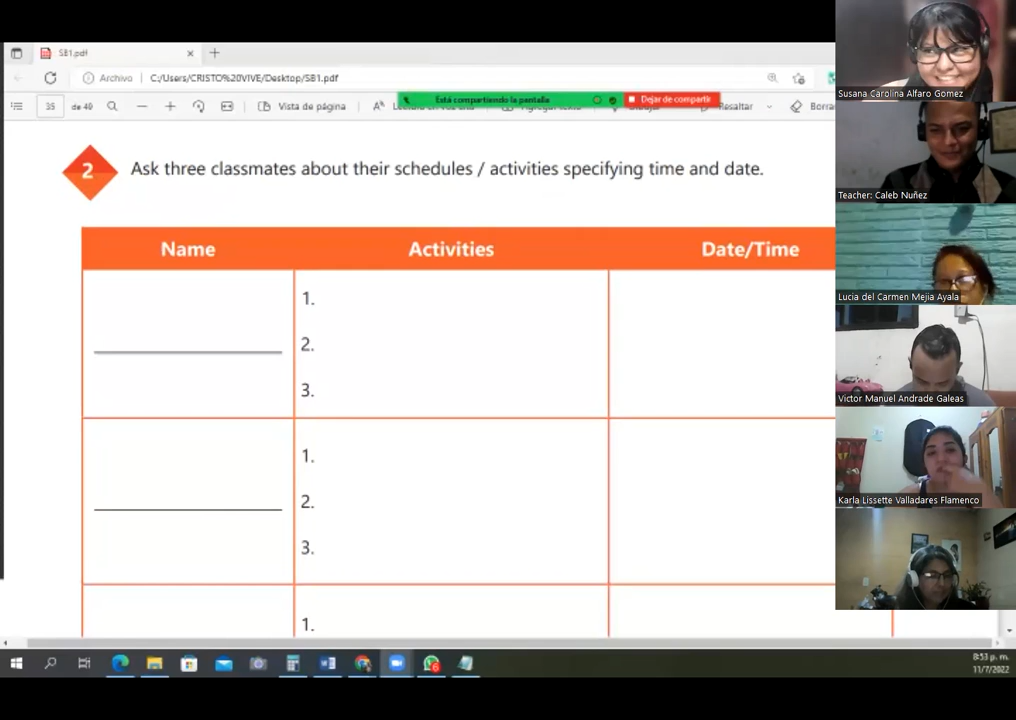 SB1.pdf
Archivo
C:/Users/CRISTO%20VIVE/Desktop/SB1.pdf
35
de 49
Vista de página
Está compartiendo la pantalla
Dejar de compartir
Resaltar
Borrar
2
Ask three classmates about their schedules / activities specifying time and date.
Name
Activities
Date/Time
1.
2.
3.
1.
2.
3.
1.
Susana Carolina Alfaro Gomez
Teacher: Caleb Nuñez
Lucia del Carmen Mejia Ayala
Victor Manuel Andrade Galeas
Karla Lissette Valladares Flamenco
6
8:53 p. m.
11/7/2022